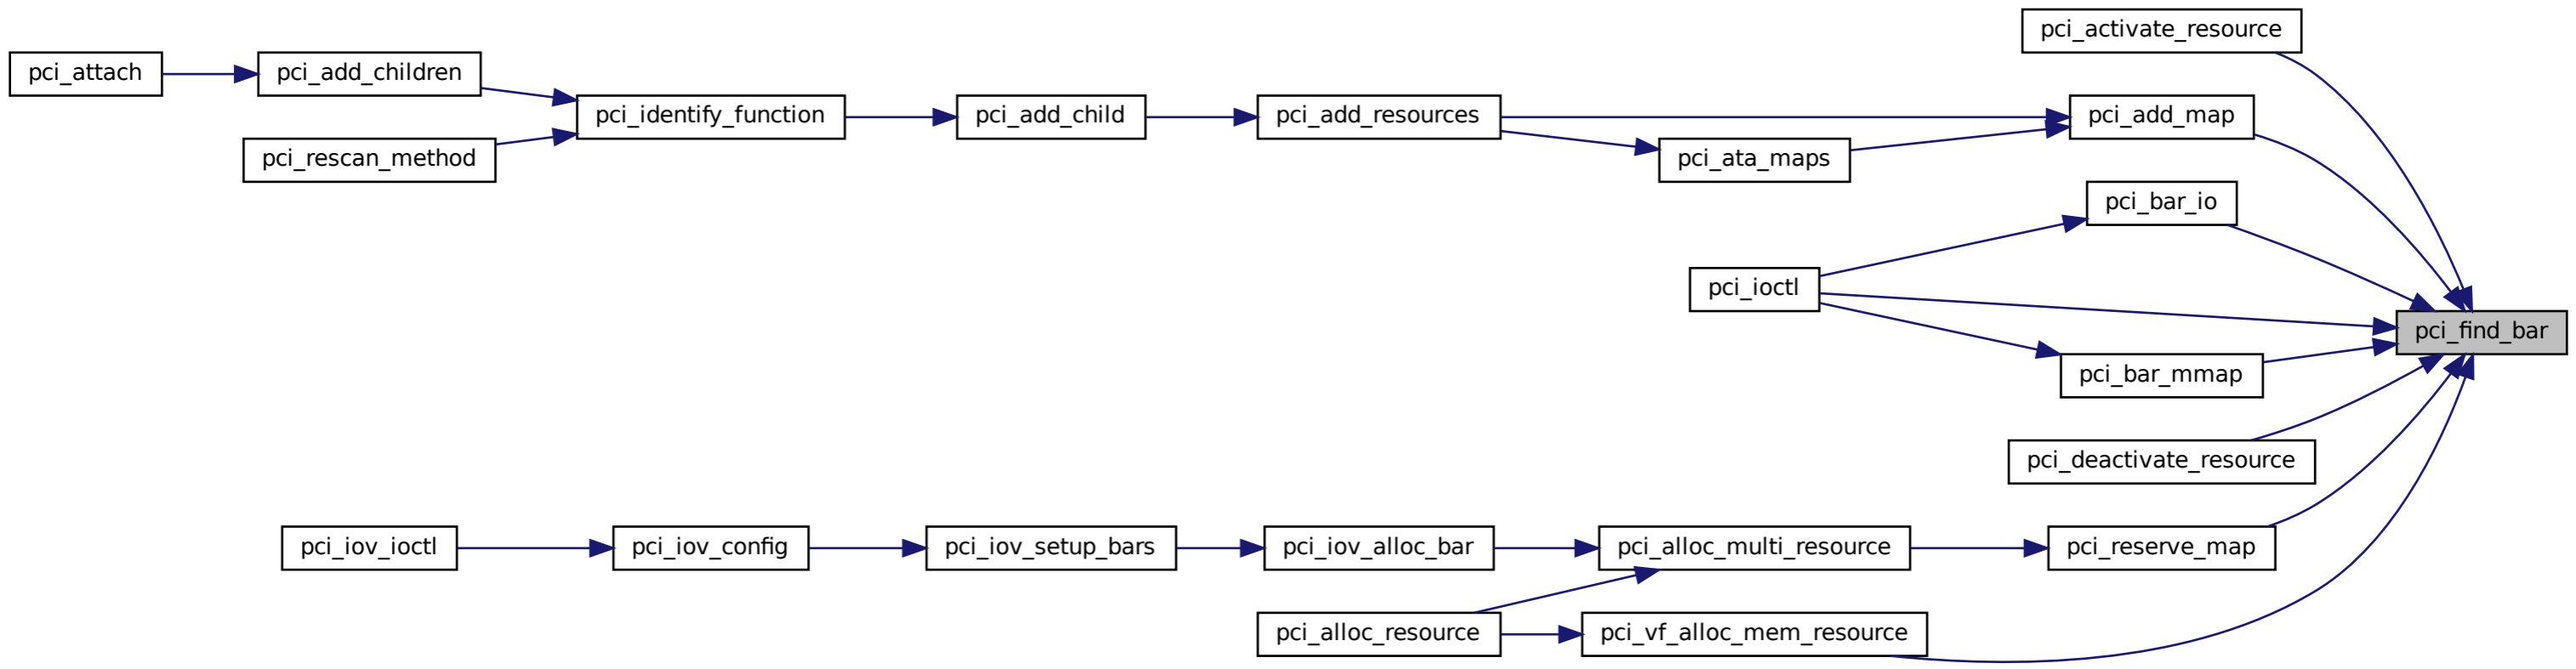 pci_activate_resource
pci_attach
pci_add_children
pci_identify_function
pci_add_child
pci_add_resources
pci_add_map
pci_rescan_method
pci_ata_maps
pci_bar_io
pci_ioctl
pci_find_bar
pci_bar_mmap
pci_deactivate_resource
pci_iov_ioctl
pci_iov_config
pci_iov_setup_bars
pci_iov_alloc_bar
pci_alloc_multi_resource
pci_reserve_map
pci_alloc_resource
pci_vf_alloc_mem_resource